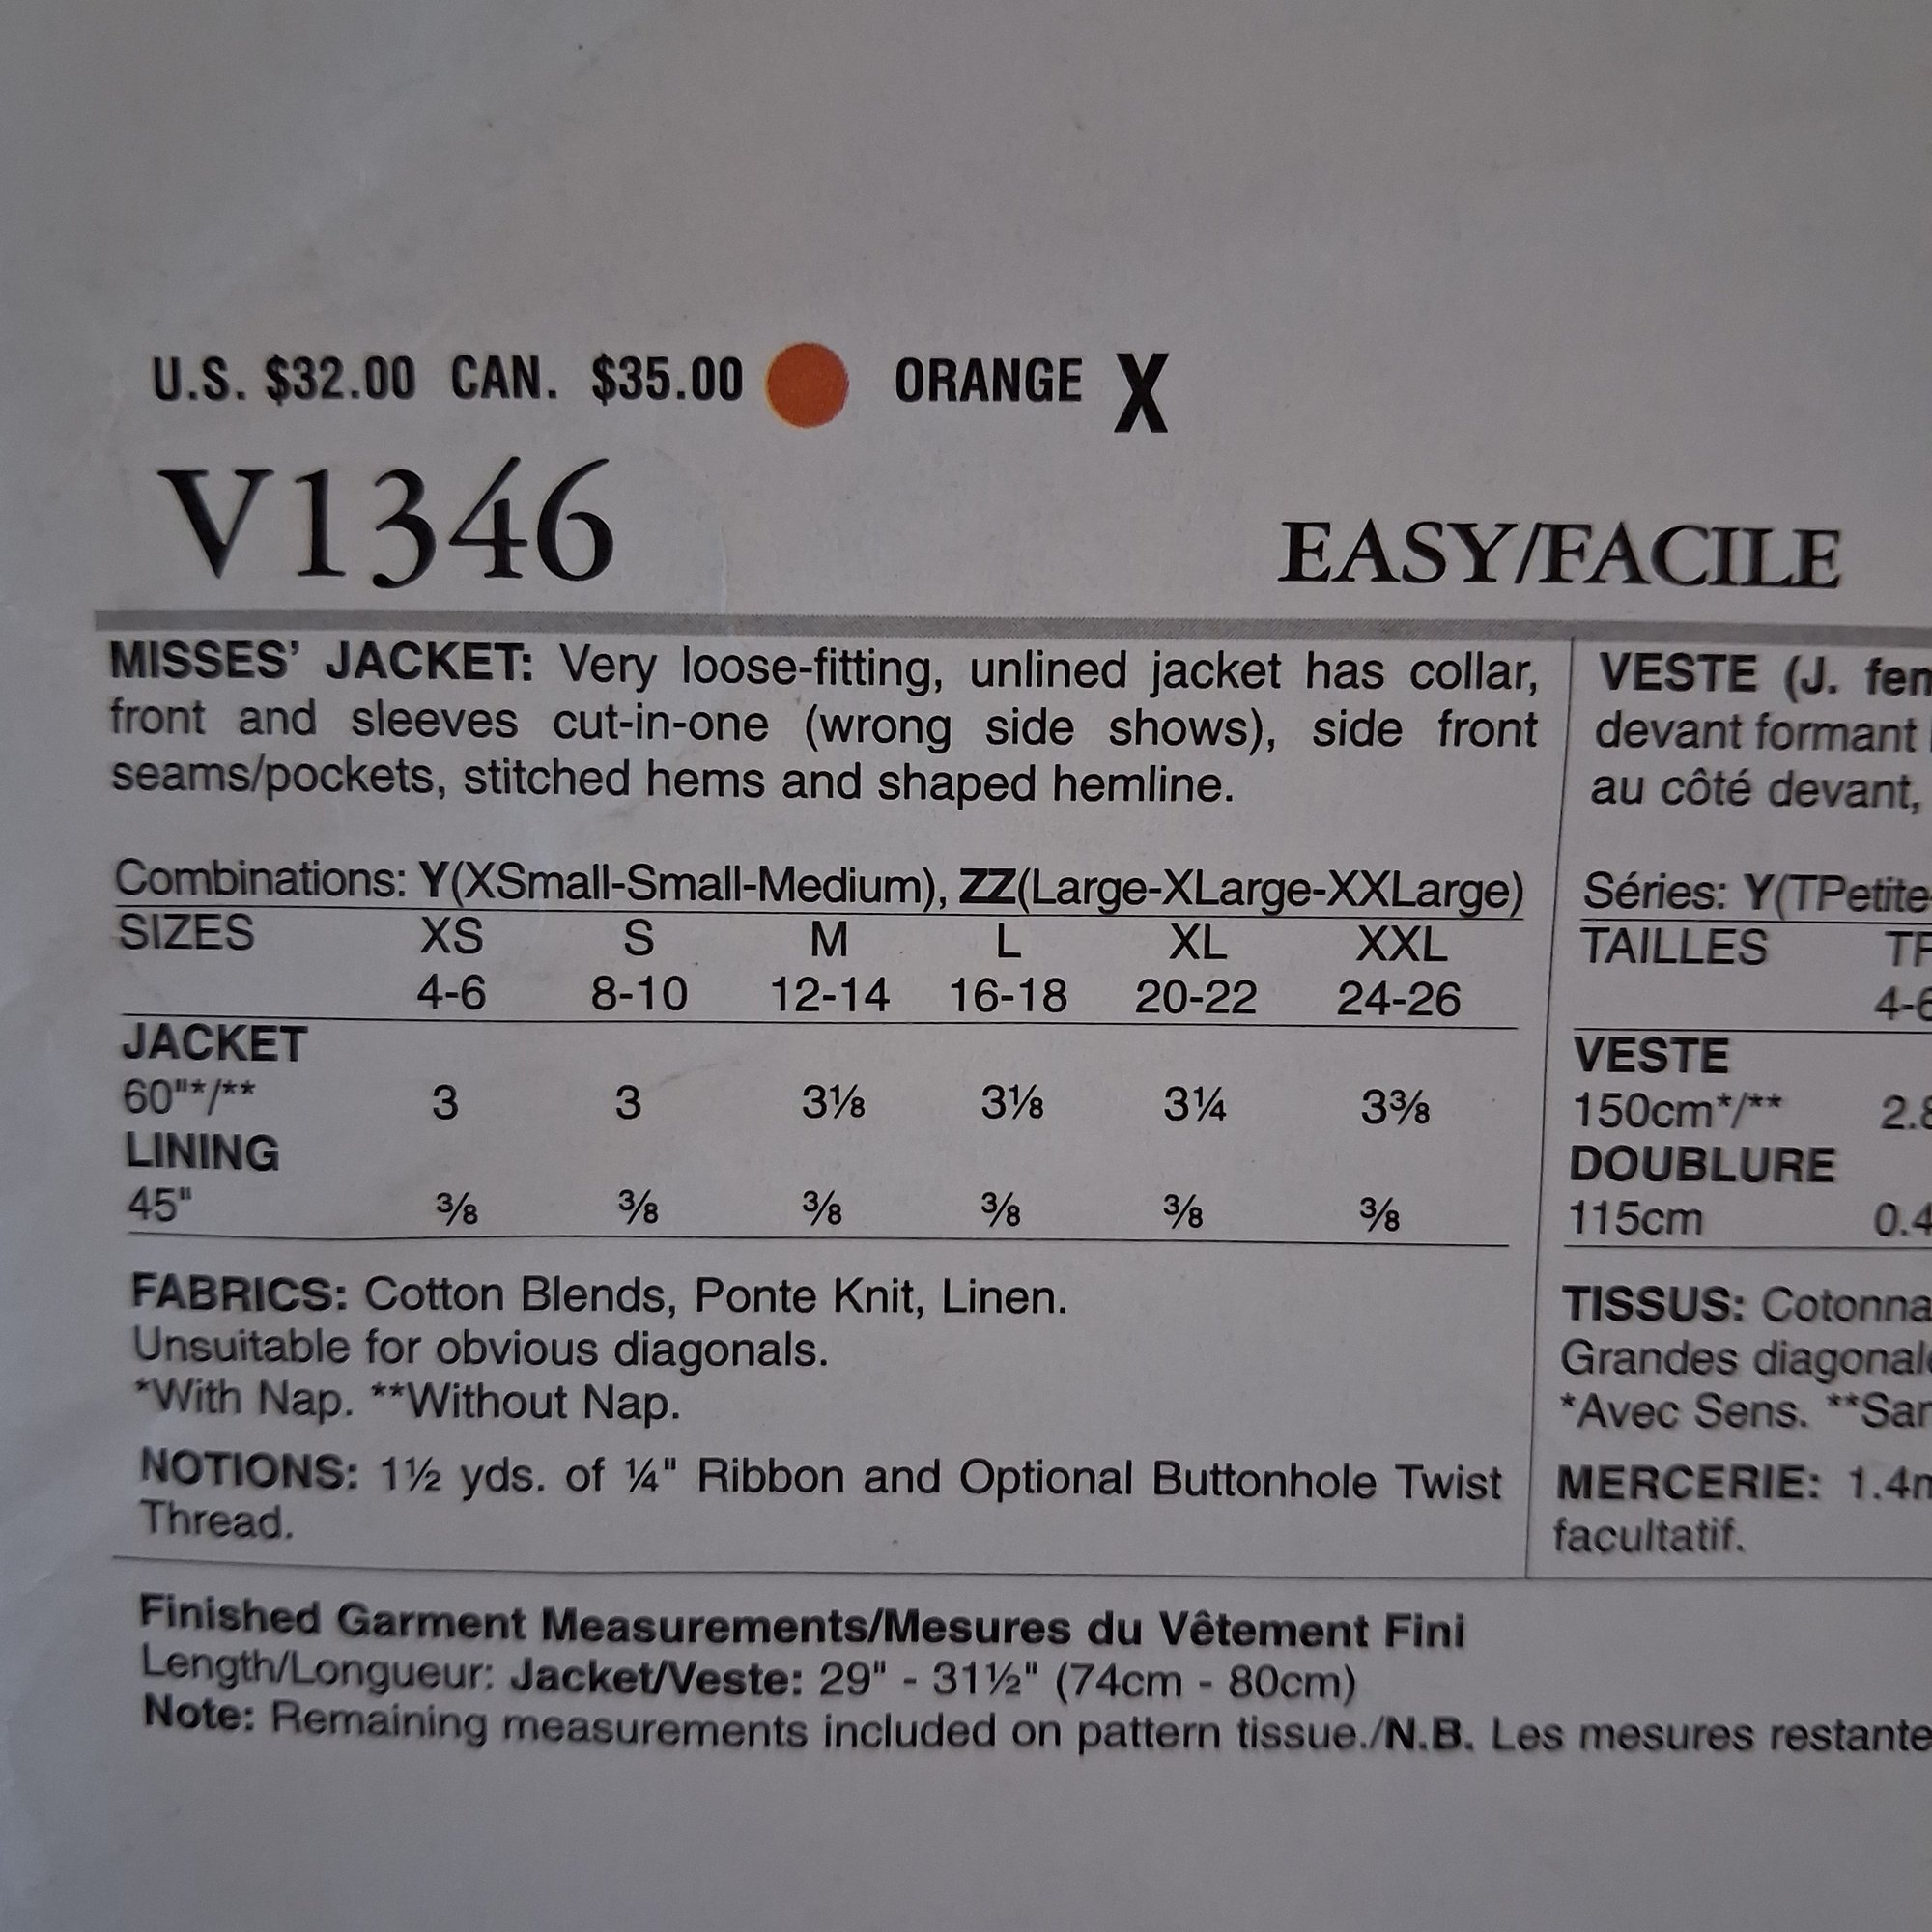 U.S. $32.00 CAN. $35.00 ORANGE X
V1346
EASY/FACILE
MISSES' JACKET: Very loose-fitting, unlined jacket has collar,
front and sleeves cut-in-one (wrong side shows), side front
seams/pockets, stitched hems and shaped hemline.
Combinations: Y(XSmall-Small-Medium), ZZ(Large-XLarge-XXLarge)
SIZES XS S M L XL XXL
4-6 8-10 12-14 16-18 20-22 24-26
JACKET
60"*/** 3 3 3⅛ 3⅛ 3¼ 3⅜
LINING
45" ⅜ ⅜ ⅜ ⅜ ⅜ ⅜
FABRICS: Cotton Blends, Ponte Knit, Linen.
Unsuitable for obvious diagonals.
*With Nap. **Without Nap.
NOTIONS: 1½ yds. of ¼" Ribbon and Optional Buttonhole Twist
Thread.
VESTE (J.
devant formant
au côté devant,
Séries: Y(TPetite-
TAILLES
VESTE
150cm*/**
DOUBLURE
115cm
TISSUS:
Grandes
*Avec Sens.
MERCERIE:
facultatif.
Finished Garment Measurements/Mesures du Vêtement Fini
Length/Longueur: Jacket/Veste: 29" - 31½" (74cm - 80cm)
Note: Remaining measurements included on pattern tissue./N.B. Les mesures